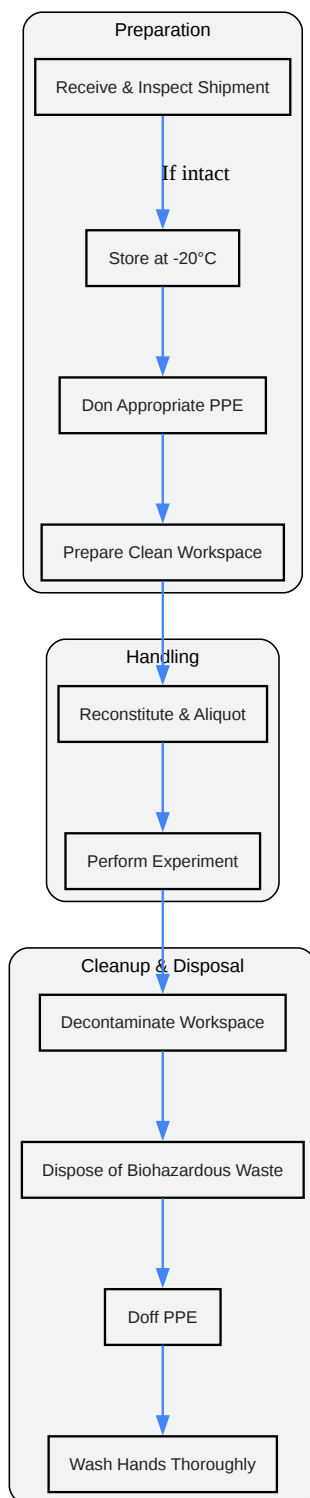 Preparation
Receive & Inspect Shipment
If intact
Store at -20°C
Don Appropriate PPE
Prepare Clean Workspace
Handling
Reconstitute & Aliquot
Perform Experiment
Cleanup & Disposal
Decontaminate Workspace
Dispose of Biohazardous Waste
Doff PPE
Wash Hands Thoroughly